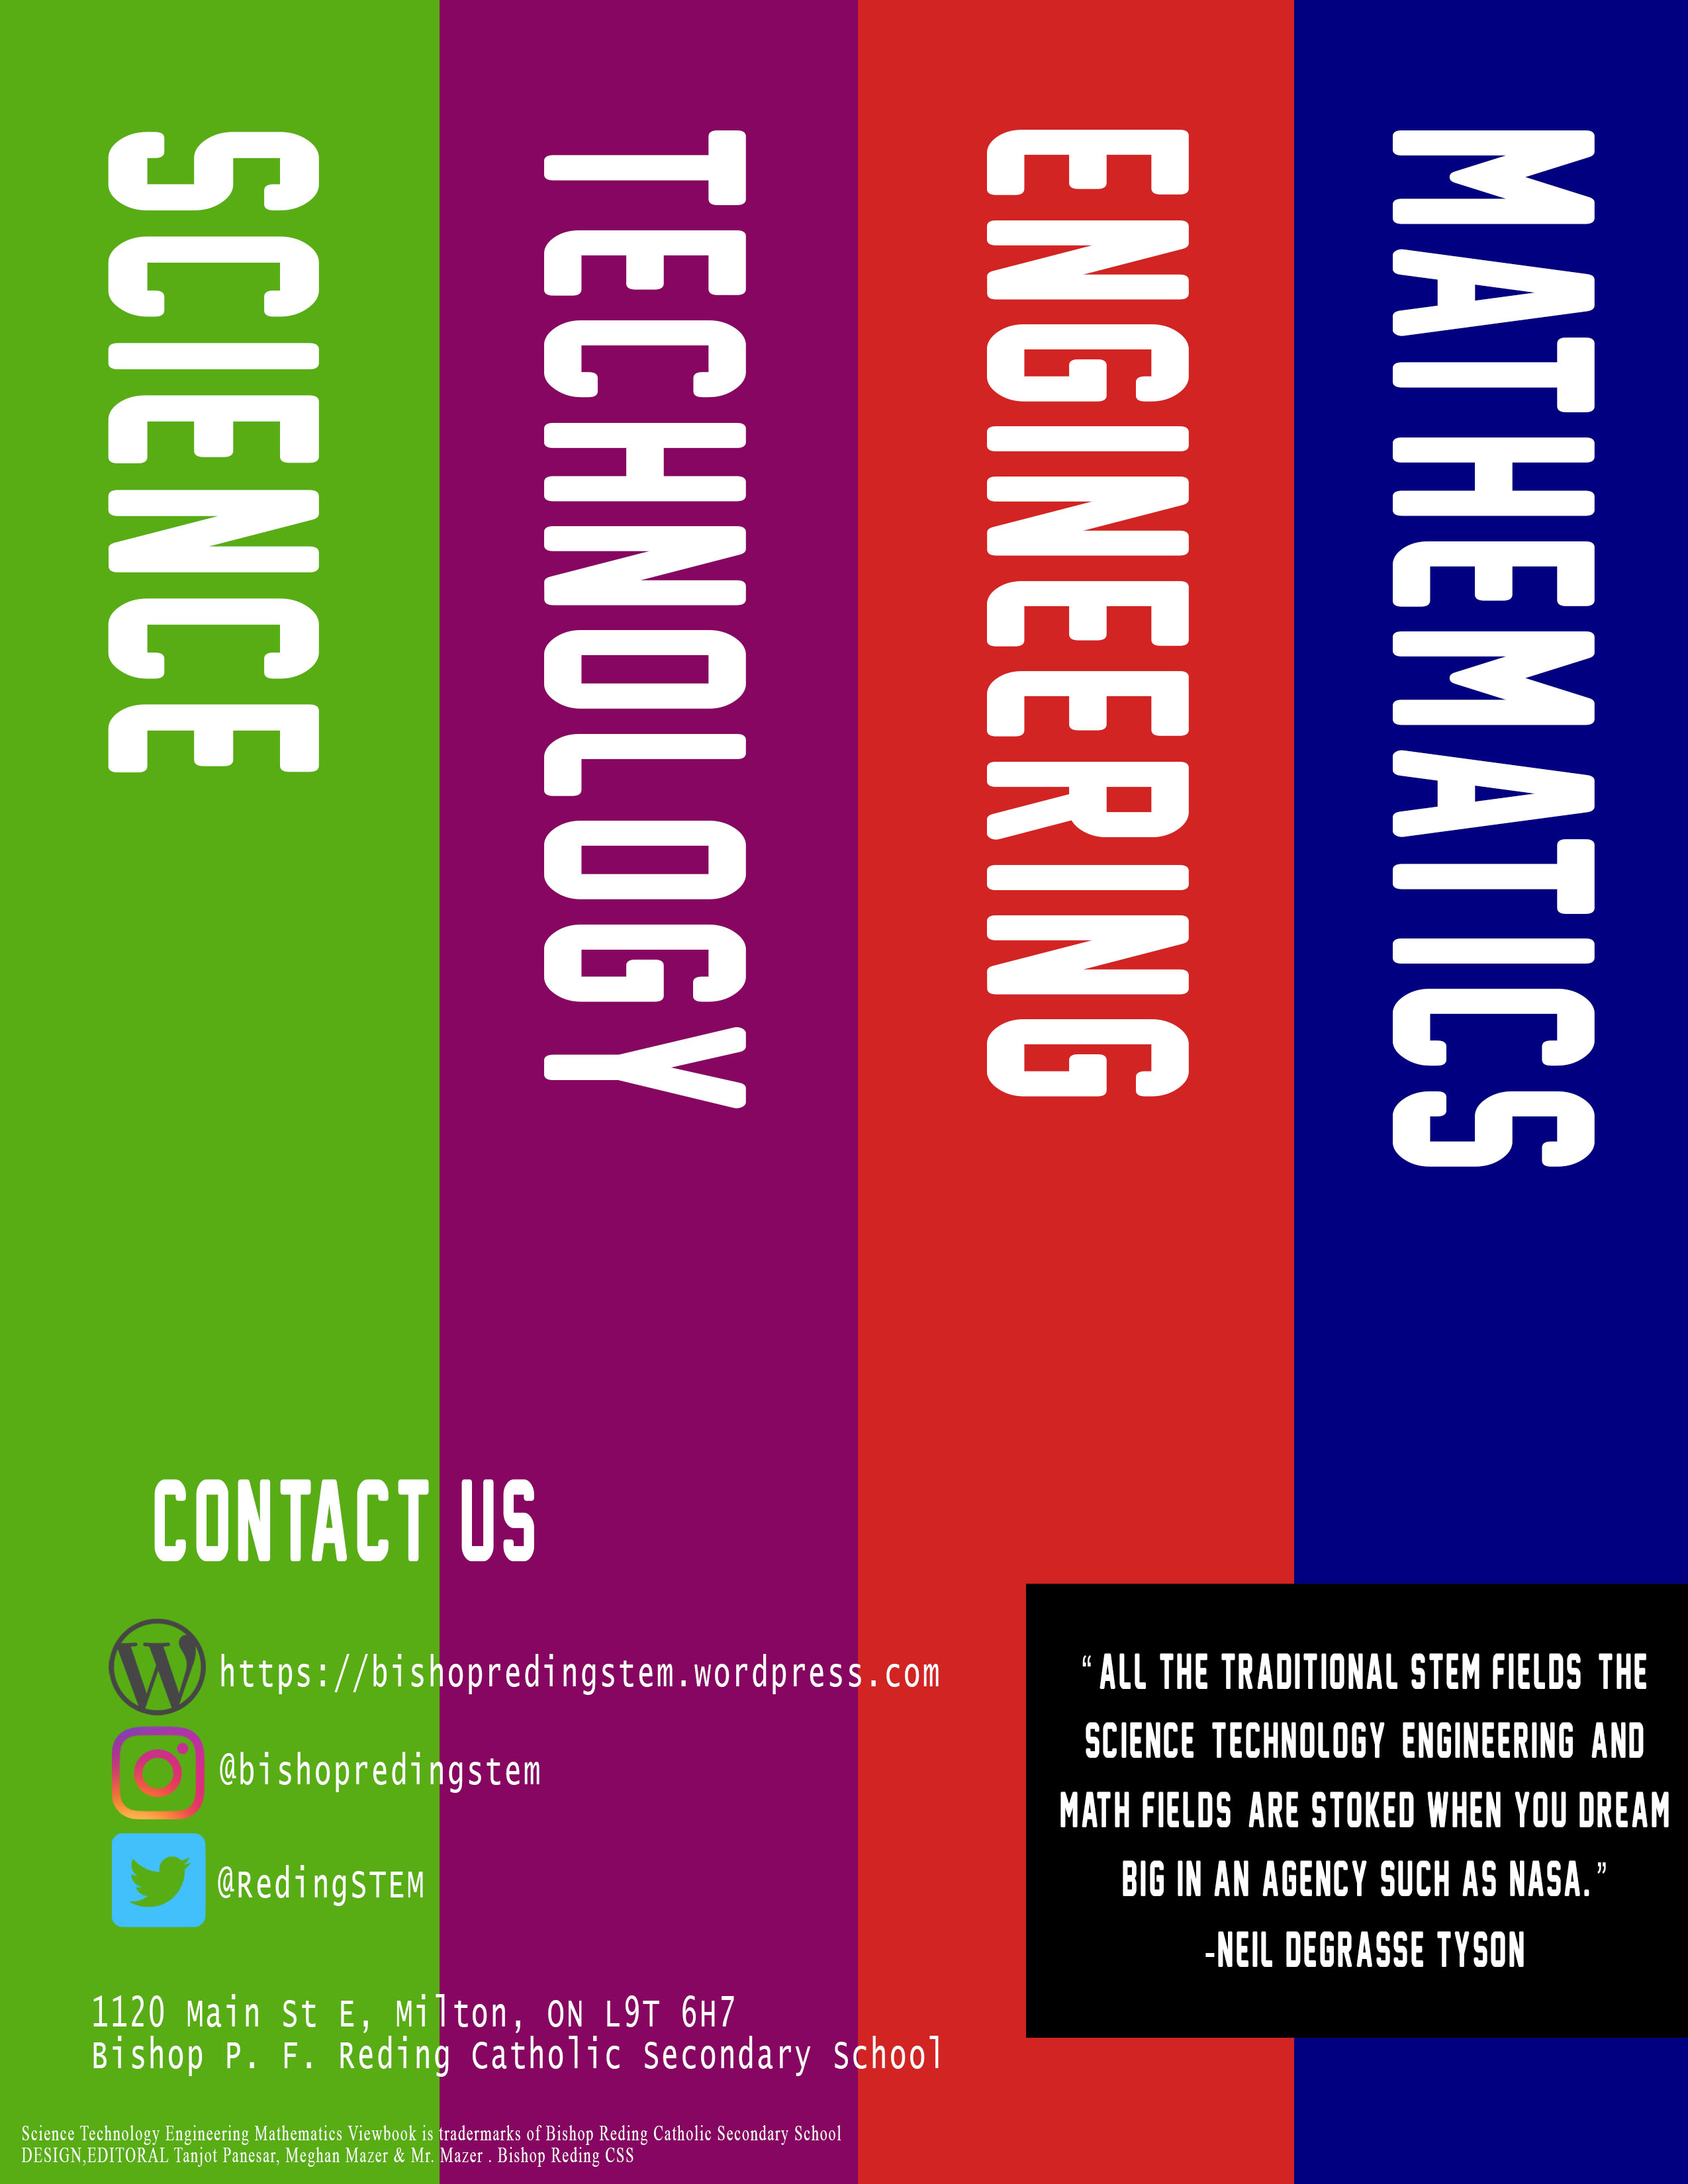 SCIENCE
TECHNOLOGY
ENGINEERING
MATHEMATICS
CONTACT US
https://bishopredingstem.wordpress.com
@bishopredingstem
@RedingSTEM
1120 Main St E, Milton, ON L9T 6H7
Bishop P. F. Reding Catholic Secondary School
“ALL THE TRADITIONAL STEM FIELDS THE
SCIENCE TECHNOLOGY ENGINEERING AND
MATH FIELDS ARE STOKED WHEN YOU DREAM
BIG IN AN AGENCY SUCH AS NASA.”
-NEIL DEGRASSE TYSON
Science Technology Engineering Mathematics Viewbook is tradermarks of Bishop Reding Catholic Secondary School
DESIGN,EDITORAL Tanjot Panesar, Meghan Mazer & Mr. Mazer . Bishop Reding CSS